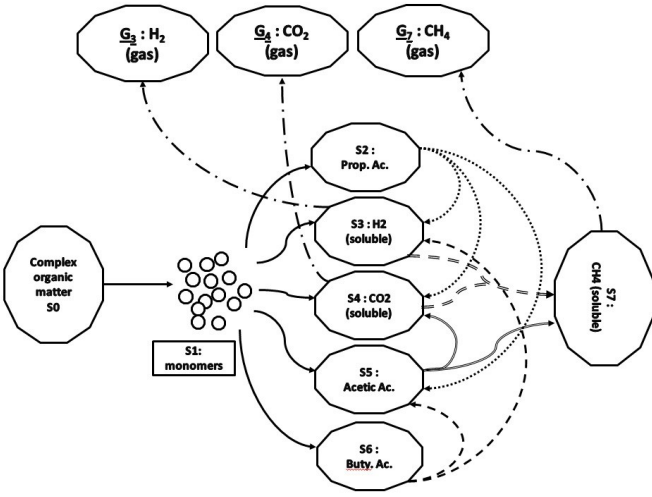 G3 : H2
(gas)
G4 : CO2
(gas)
G7 : CH4
(gas)
S2 :
Prop. Ac.
S3 : H2
(soluble)
Complex
organic
matter
S0
S4 : CO2
(soluble)
S7 :
CH4 (soluble)
S1:
monomers
S5 :
Acetic Ac.
S6 :
Buty. Ac.